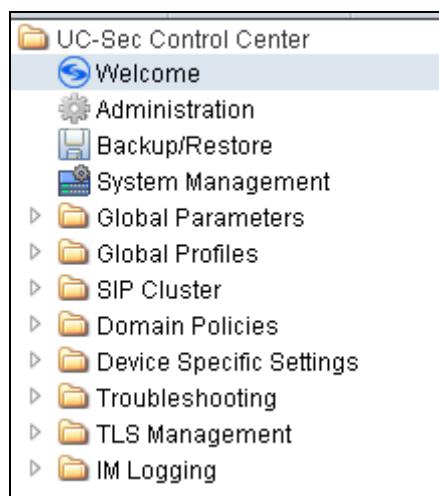 UC-Sec Control Center
Welcome
Administration
Backup/Restore
System Management
Global Parameters
Global Profiles
SIP Cluster
Domain Policies
Device Specific Settings
Troubleshooting
TLS Management
IM Logging